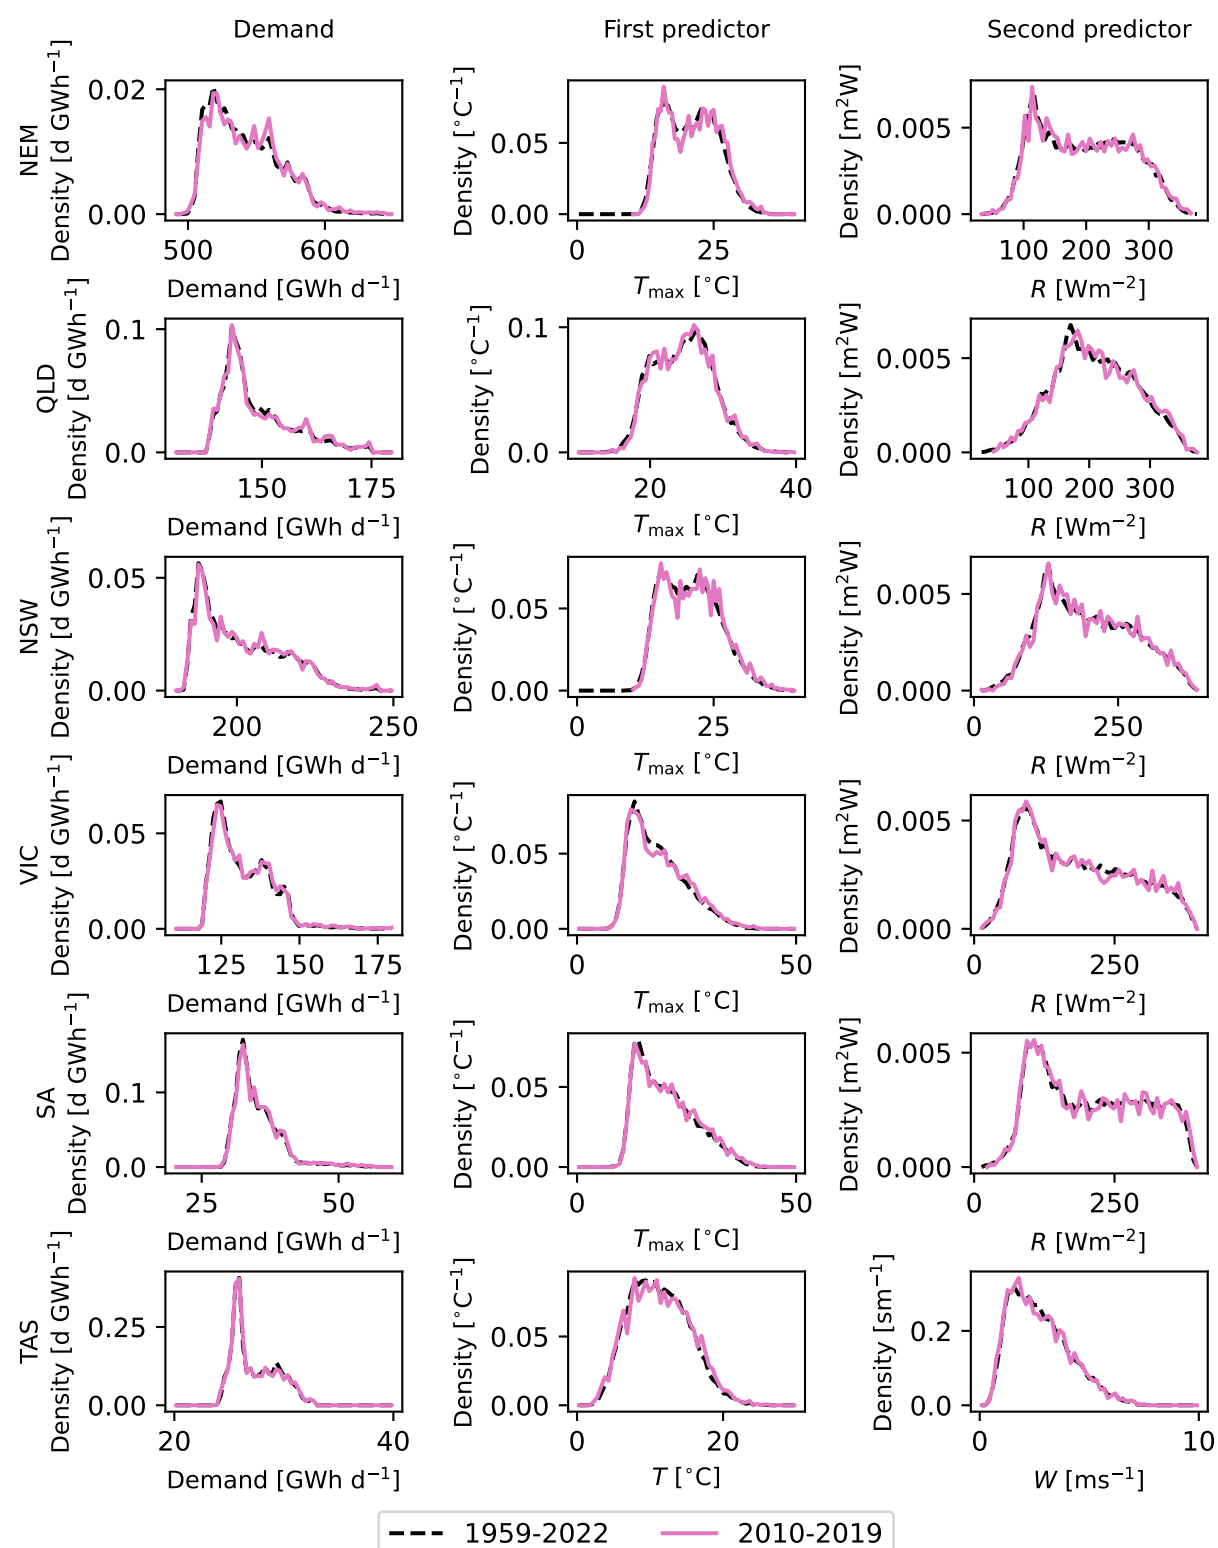 Demand First predictor Second predictor
NEM
Density [d GWh⁻¹]
0.02
0.00
500 600
Demand [GWh d⁻¹]
Density [°C⁻¹]
0.05
0.00
0 25
Tmax [°C]
Density [m²W]
0.005
0.000
100 200 300
R [Wm⁻²]
QLD
Density [d GWh⁻¹]
0.1
0.0
150 175
Demand [GWh d⁻¹]
Density [°C⁻¹]
0.1
0.0
20 40
Tmax [°C]
Density [m²W]
0.005
0.000
100 200 300
R [Wm⁻²]
NSW
Density [d GWh⁻¹]
0.05
0.00
200 250
Demand [GWh d⁻¹]
Density [°C⁻¹]
0.05
0.00
0 25
Tmax [°C]
Density [m²W]
0.005
0.000
0 250
R [Wm⁻²]
VIC
Density [d GWh⁻¹]
0.05
0.00
125 150 175
Demand [GWh d⁻¹]
Density [°C⁻¹]
0.05
0.00
0 50
Tmax [°C]
Density [m²W]
0.005
0.000
0 250
R [Wm⁻²]
SA
Density [d GWh⁻¹]
0.1
0.0
25 50
Demand [GWh d⁻¹]
Density [°C⁻¹]
0.05
0.00
0 50
Tmax [°C]
Density [m²W]
0.005
0.000
0 250
R [Wm⁻²]
TAS
Density [d GWh⁻¹]
0.25
0.00
20 40
Demand [GWh d⁻¹]
Density [°C⁻¹]
0.05
0.00
0 20
T [°C]
Density [sm⁻¹]
0.2
0.0
0 10
W [ms⁻¹]
1959-2022 2010-2019